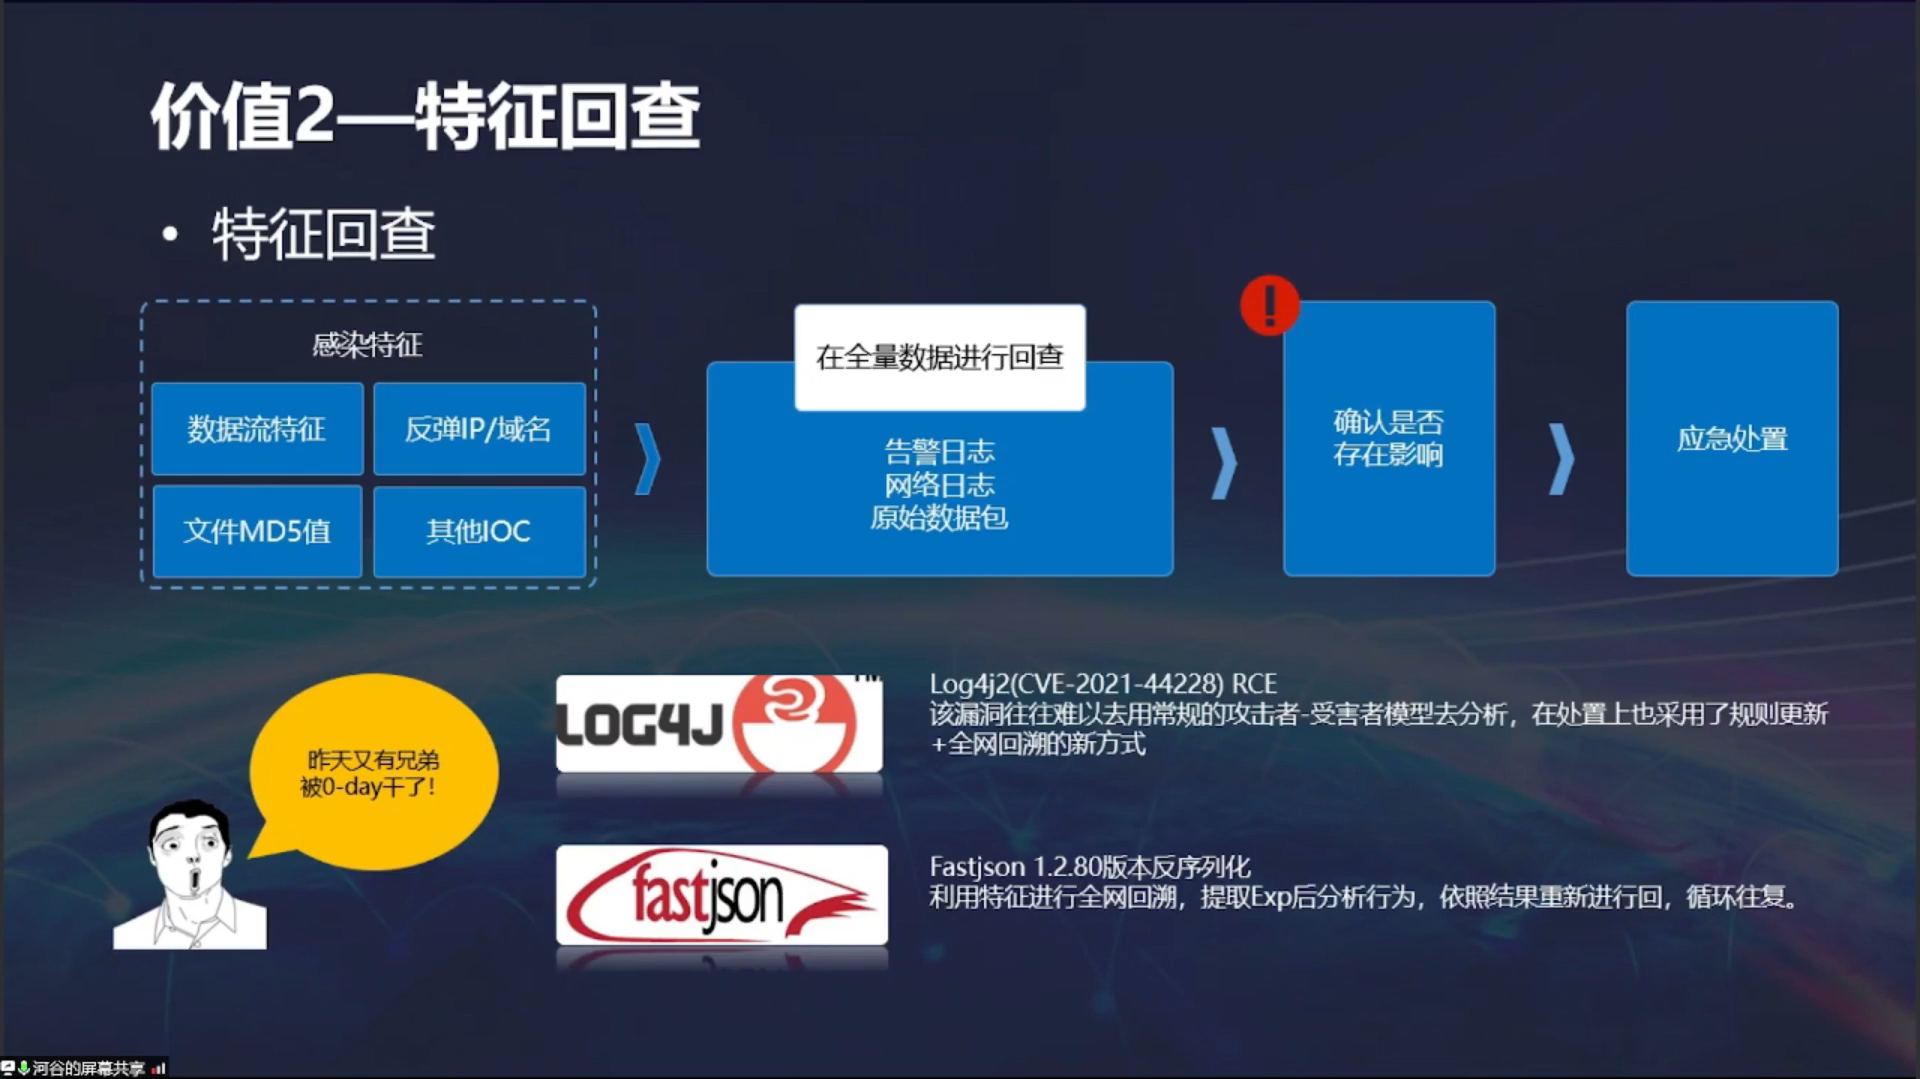 价值2—特征回查
• 特征回查
感染特征
数据流特征
反弹IP/域名
文件MD5值
其他IOC
在全量数据进行回查
告警日志
网络日志
原始数据包
!
确认是否
存在影响
应急处置
昨天又有兄弟
被0-day干了!
LOG4J
TM
Log4j2(CVE-2021-44228) RCE
该漏洞往往难以去用常规的攻击者-受害者模型去分析，在处置上也采用了规则更新
+全网回溯的新方式
fastjson
Fastjson 1.2.80版本反序列化
利用特征进行全网回溯，提取Exp后分析行为，依照结果重新进行回，循环往复。
河谷的屏幕共享